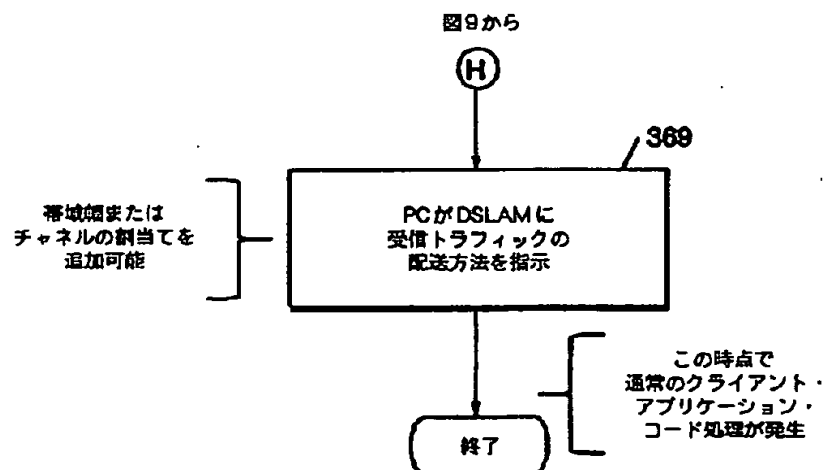 図9から
H
369
帯域幅または
チャネルの割当てを
追加可能
PCがDSLAMに
受信トラフィックの
配送方法を指示
この時点で
通常のクライアント・
アプリケーション・
コード処理が発生
終了